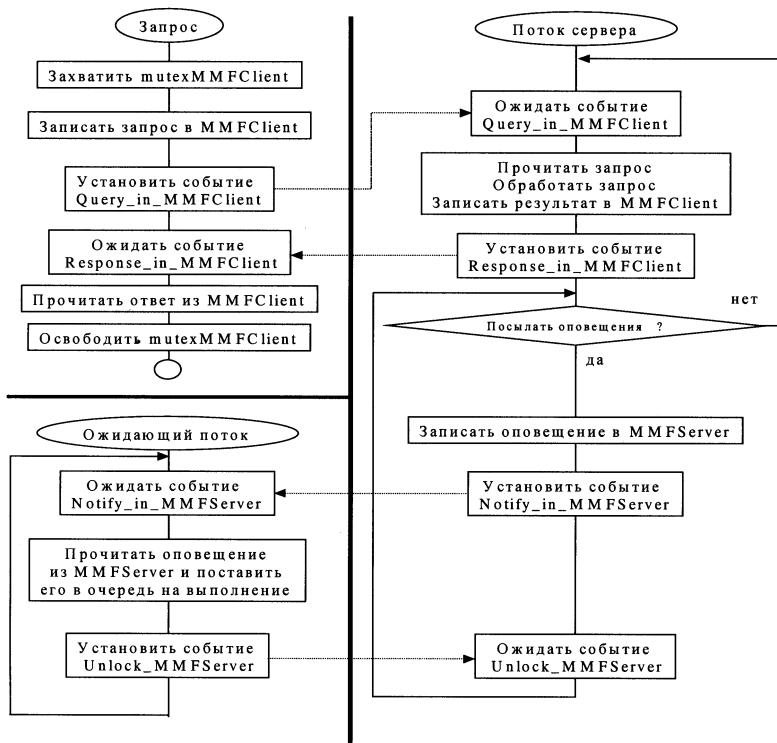 Запрос
Захватить mutexMMFClient
Записать запрос в MMFClient
Установить событие
Query_in_MMFClient
Ожидать событие
Response_in_MMFClient
Прочитать ответ из MMFClient
Освободить mutexMMFClient
Ожидающий поток
Ожидать событие
Notify_in_MMFServer
Прочитать оповещение
из MMFServer и поставить
его в очередь на выполнение
Установить событие
Unlock_MMFServer
Поток сервера
Ожидать событие
Query_in_MMFClient
Прочитать запрос
Обработать запрос
Записать результат в MMFClient
Установить событие
Response_in_MMFClient
нет
Посылать оповещения ?
да
Записать оповещение в MMFServer
Установить событие
Notify_in_MMFServer
Ожидать событие
Unlock_MMFServer